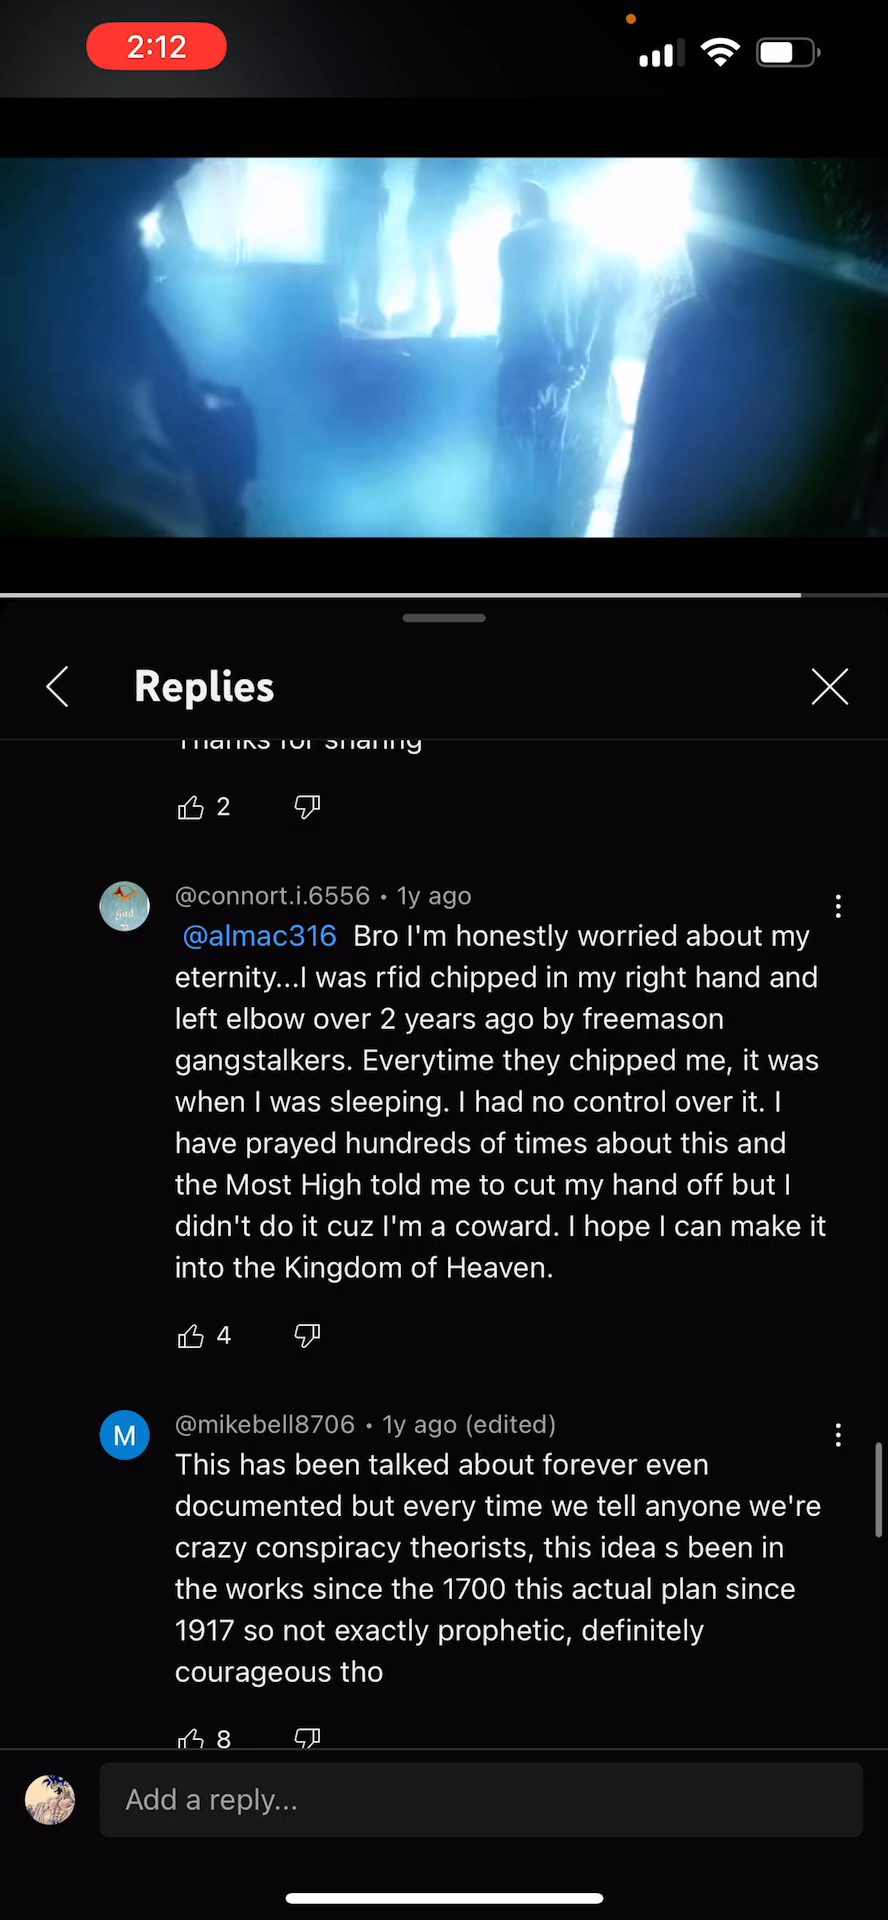 2:12
Replies
Thanks for sharing
2
@connort.i.6556 • 1y ago
God
@almac316 Bro I'm honestly worried about my
eternity...I was rfid chipped in my right hand and
left elbow over 2 years ago by freemason
gangstalkers. Everytime they chipped me, it was
when I was sleeping. I had no control over it. I
have prayed hundreds of times about this and
the Most High told me to cut my hand off but I
didn't do it cuz I'm a coward. I hope I can make it
into the Kingdom of Heaven.
4
M
@mikebell8706 • 1y ago (edited)
This has been talked about forever even
documented but every time we tell anyone we're
crazy conspiracy theorists, this idea s been in
the works since the 1700 this actual plan since
1917 so not exactly prophetic, definitely
courageous tho
8
Add a reply...